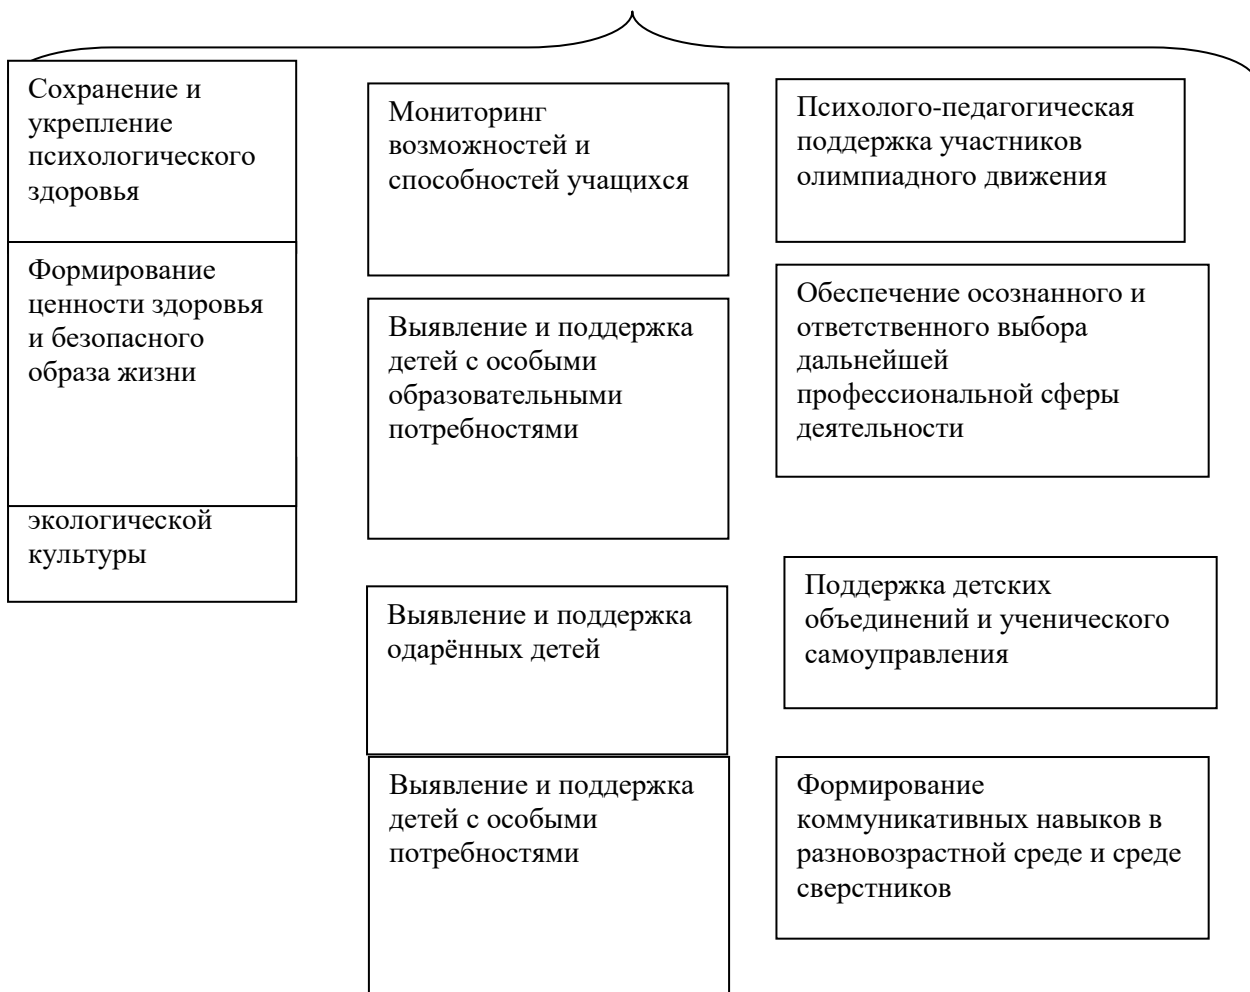 Сохранение и
укрепление
психологического
здоровья
Формирование
ценности здоровья
и безопасного
образа жизни
экологической
культуры
Мониторинг
возможностей и
способностей учащихся
Выявление и поддержка
детей с особыми
образовательными
потребностями
Выявление и поддержка
одарённых детей
Выявление и поддержка
детей с особыми
потребностями
Психолого-педагогическая
поддержка участников
олимпиадного движения
Обеспечение осознанного и
ответственного выбора
дальнейшей
профессиональной сферы
деятельности
Поддержка детских
объединений и ученического
самоуправления
Формирование
коммуникативных навыков в
разновозрастной среде и среде
сверстников